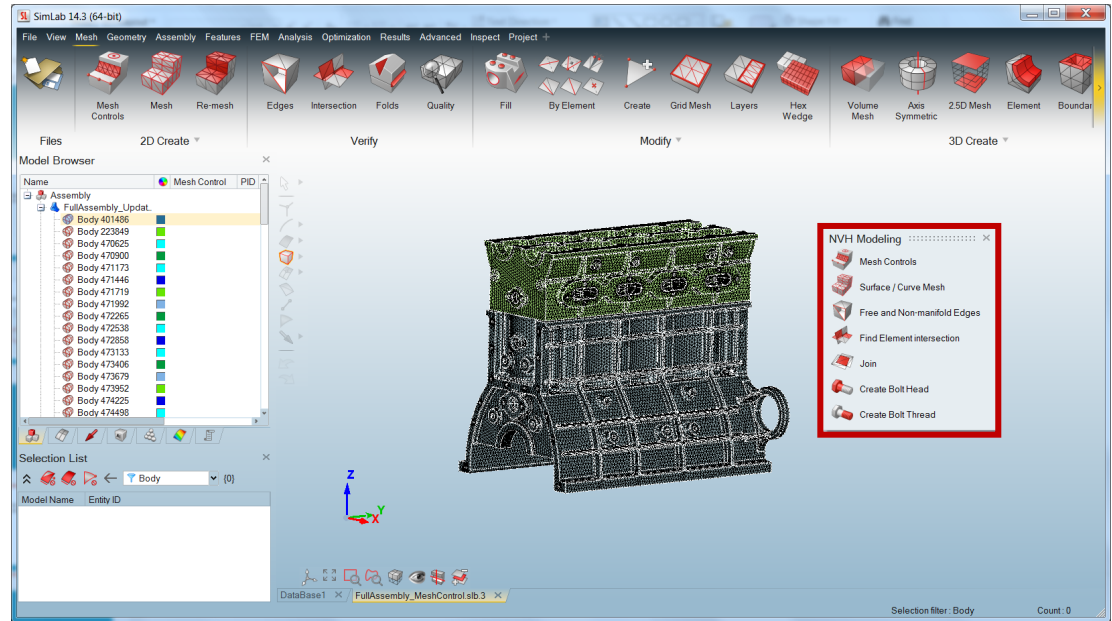 SimLab 14.3 (64-bit)
File View Mesh Geometry Assembly Features FEM Analysis Optimization Results Advanced Inspect Project +
Mesh Controls
Mesh
Re-mesh
Edges
Intersection
Folds
Quality
Fill
By Element
Create
Grid Mesh
Layers
Hex Wedge
Volume Mesh
Axis Symmetric
2.5D Mesh
Element
Boundar
Files
2D Create
Verify
Modify
3D Create
Model Browser
Name Mesh Control PID
Assembly
FullAssembly_Updat..
Body 401486
Body 223849
Body 470625
Body 470900
Body 471173
Body 471446
Body 471719
Body 471992
Body 472265
Body 472538
Body 472858
Body 473133
Body 473406
Body 473679
Body 473952
Body 474225
Body 474498
Selection List
Body {0}
Model Name Entity ID
Z
Y
X
NVH Modeling
Mesh Controls
Surface / Curve Mesh
Free and Non-manifold Edges
Find Element intersection
Join
Create Bolt Head
Create Bolt Thread
DataBase1
FullAssembly_MeshControl.slb.3
Selection filter : Body Count : 0